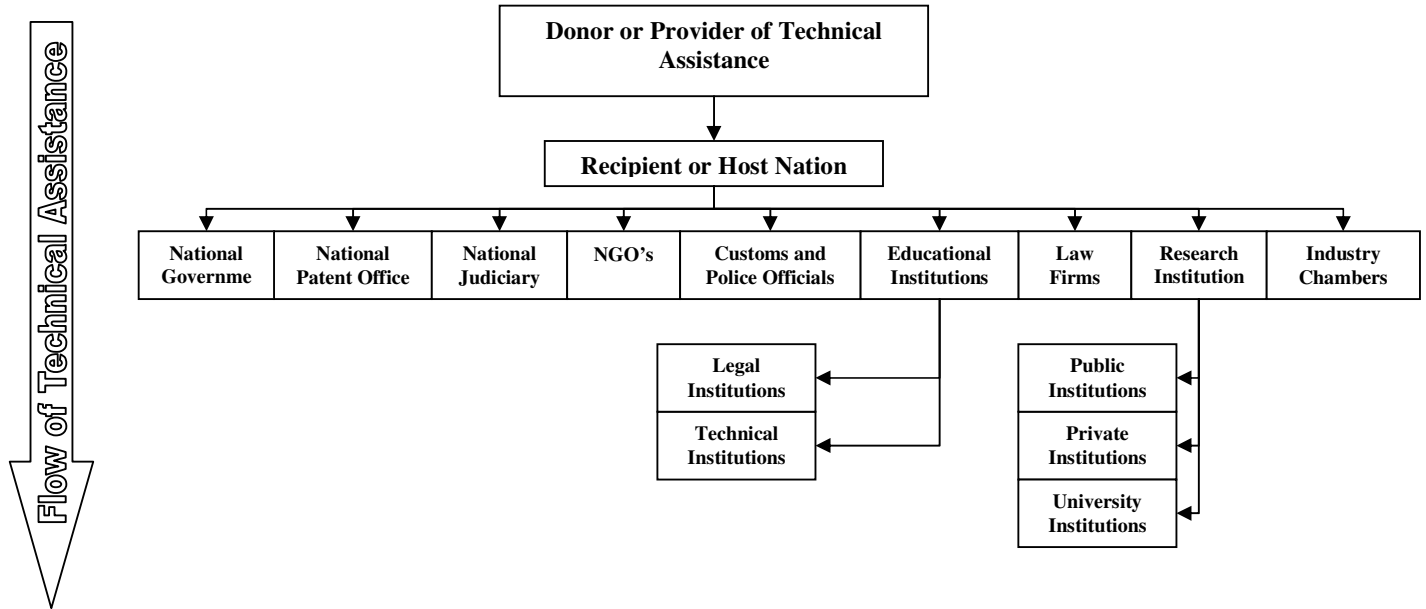 Flow of Technical Assistance
Donor or Provider of Technical
Assistance
Recipient or Host Nation
National
Governme
National
Patent Office
National
Judiciary
NGO's
Customs and
Police Officials
Educational
Institutions
Law
Firms
Research
Institution
Industry
Chambers
Legal
Institutions
Technical
Institutions
Public
Institutions
Private
Institutions
University
Institutions